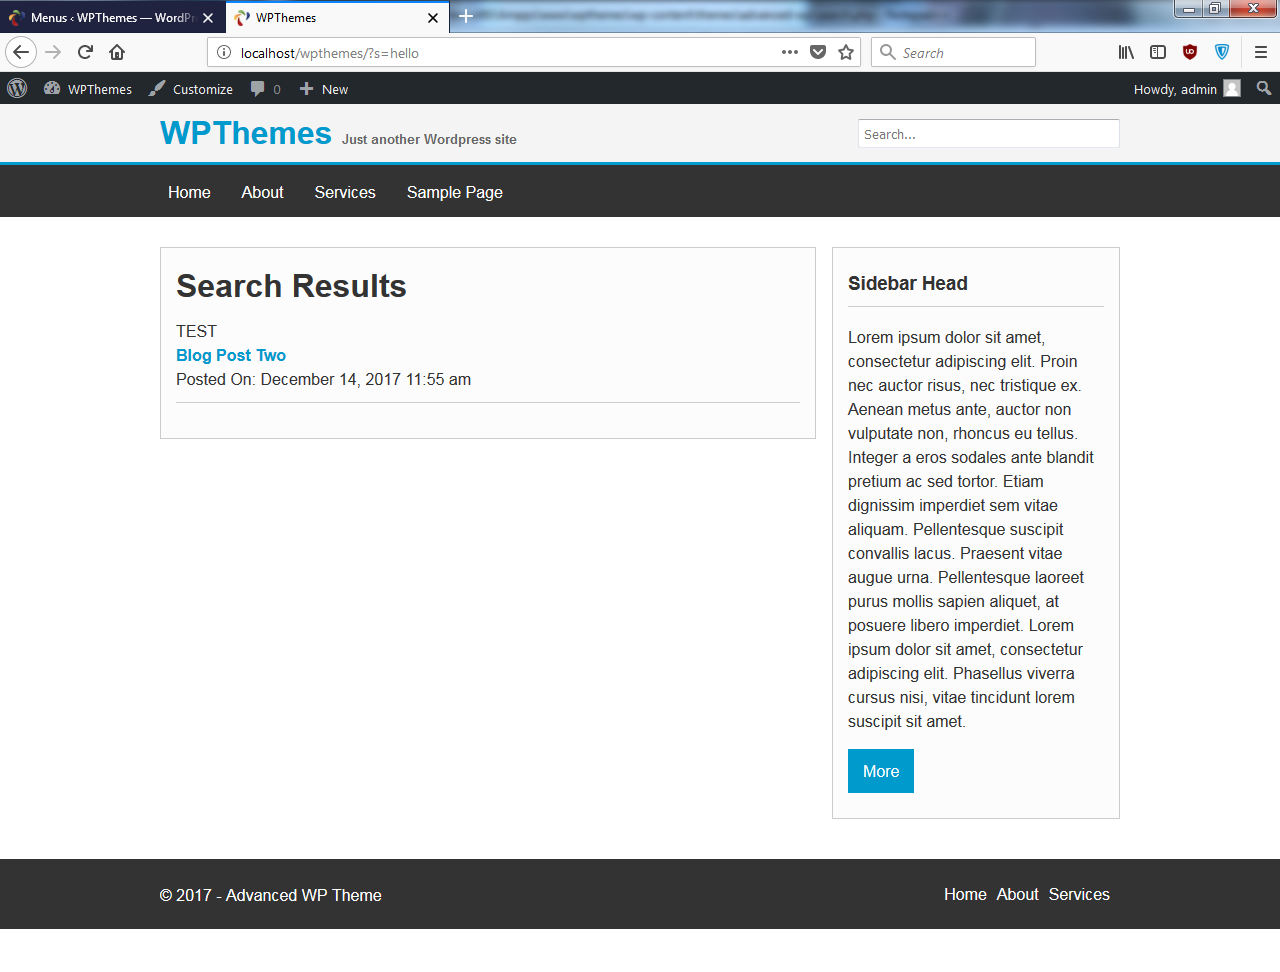 Menus ‹ WPThemes — WordPr
WPThemes
localhost/wpthemes/?s=hello
Search
WPThemes
Customize
0
New
Howdy, admin
WPThemes
Just another Wordpress site
Search...
Home
About
Services
Sample Page
Search Results
TEST
Blog Post Two
Posted On: December 14, 2017 11:55 am
Sidebar Head
Lorem ipsum dolor sit amet,
consectetur adipiscing elit. Proin
nec auctor risus, nec tristique ex.
Aenean metus ante, auctor non
vulputate non, rhoncus eu tellus.
Integer a eros sodales ante blandit
pretium ac sed tortor. Etiam
dignissim imperdiet sem vitae
aliquam. Pellentesque suscipit
convallis lacus. Praesent vitae
augue urna. Pellentesque laoreet
purus mollis sapien aliquet, at
posuere libero imperdiet. Lorem
ipsum dolor sit amet, consectetur
adipiscing elit. Phasellus viverra
cursus nisi, vitae tincidunt lorem
suscipit sit amet.
More
© 2017 - Advanced WP Theme
Home
About
Services